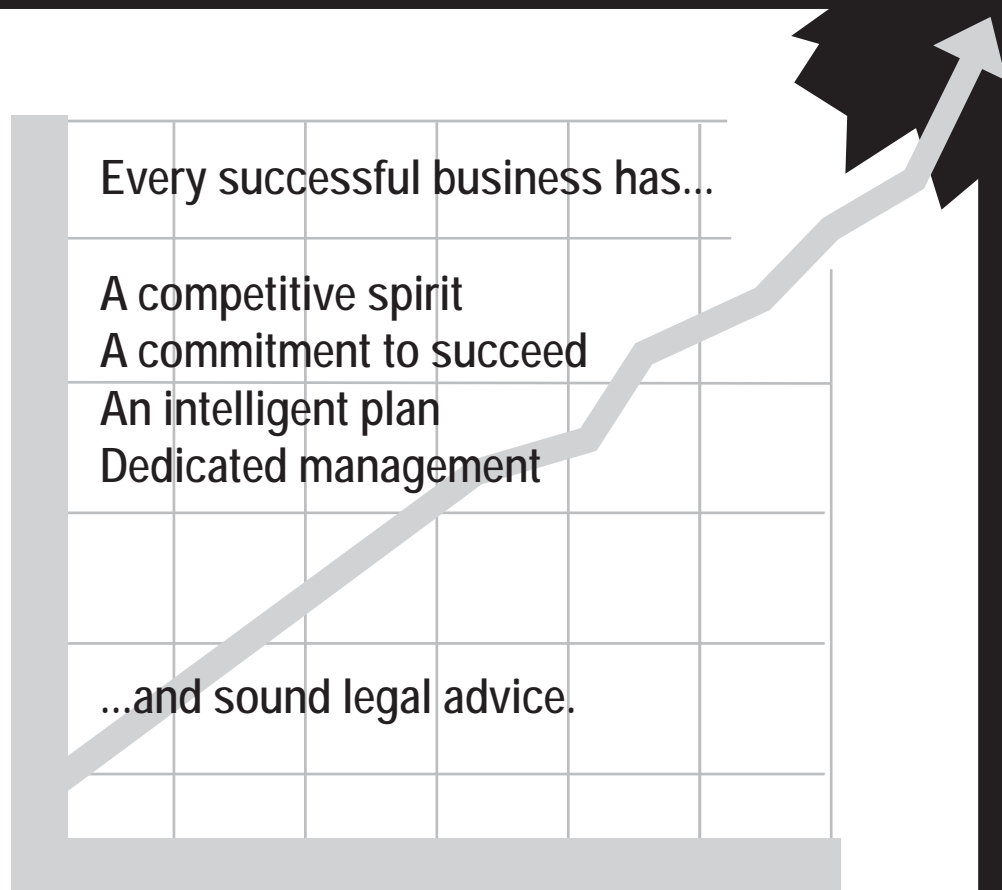 Every successful business has...
A competitive spirit
A commitment to succeed
An intelligent plan
Dedicated management
...and sound legal advice.